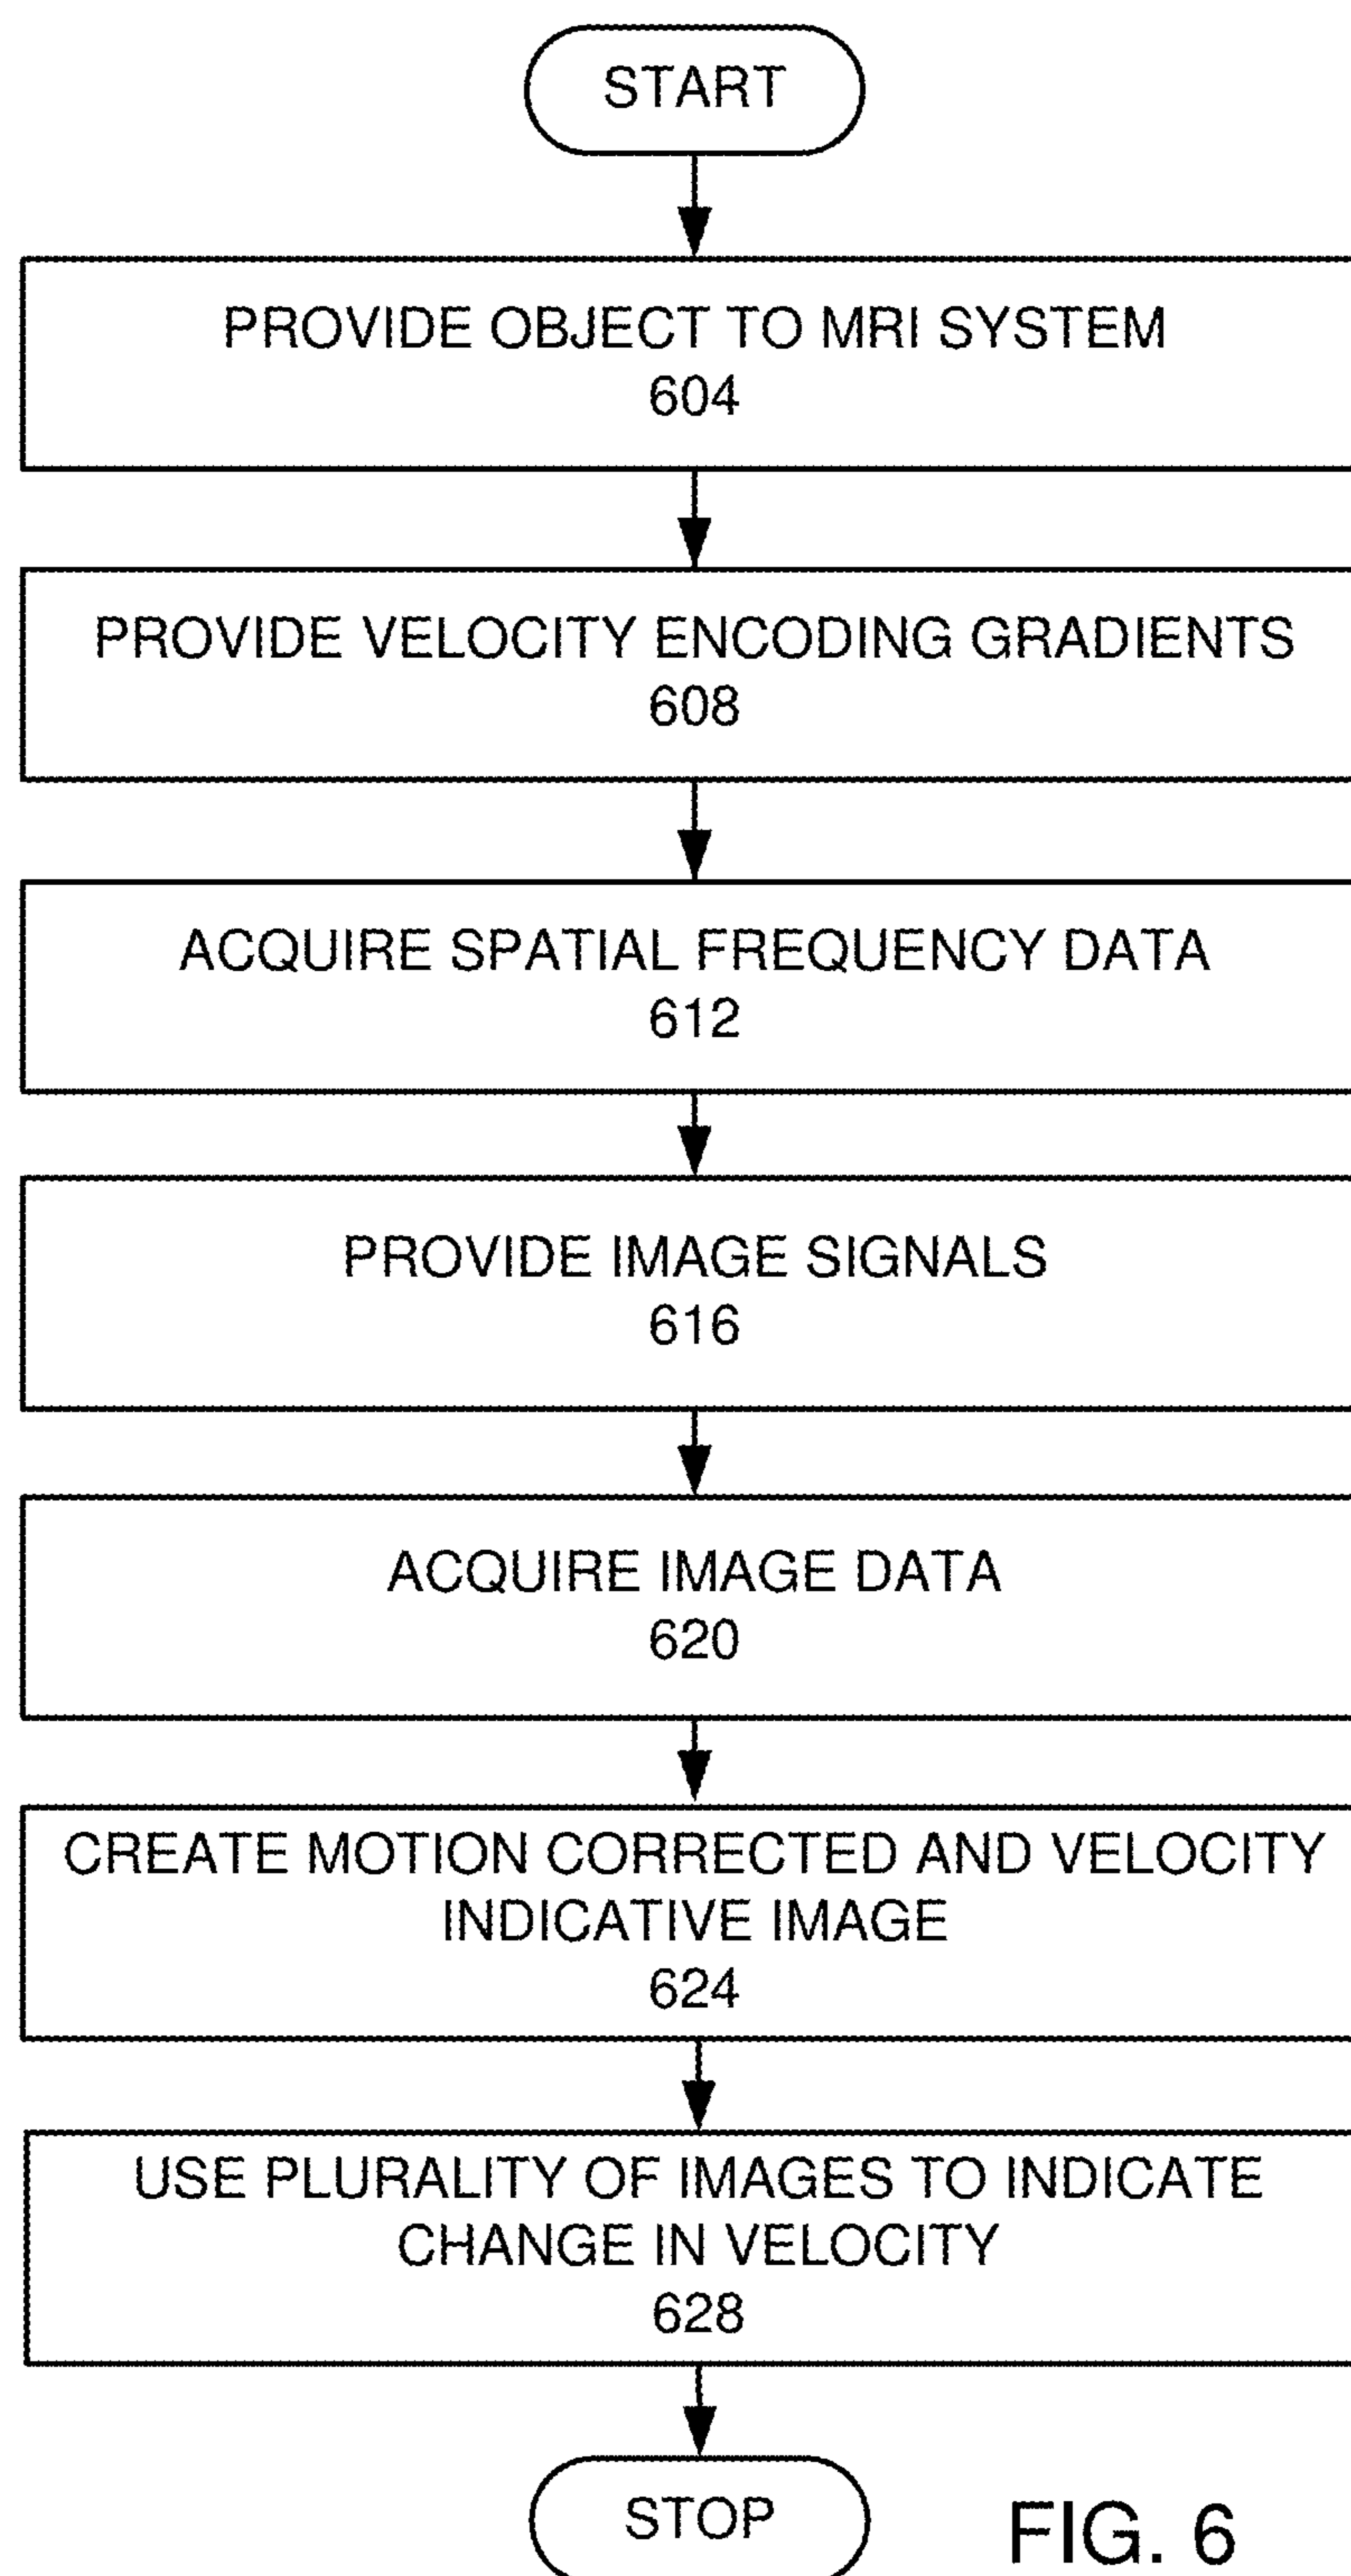 START
PROVIDE OBJECT TO MRI SYSTEM
604
PROVIDE VELOCITY ENCODING GRADIENTS
608
ACQUIRE SPATIAL FREQUENCY DATA
612
PROVIDE IMAGE SIGNALS
616
ACQUIRE IMAGE DATA
620
CREATE MOTION CORRECTED AND VELOCITY
INDICATIVE IMAGE
624
USE PLURALITY OF IMAGES TO INDICATE
CHANGE IN VELOCITY
628
STOP
FIG. 6